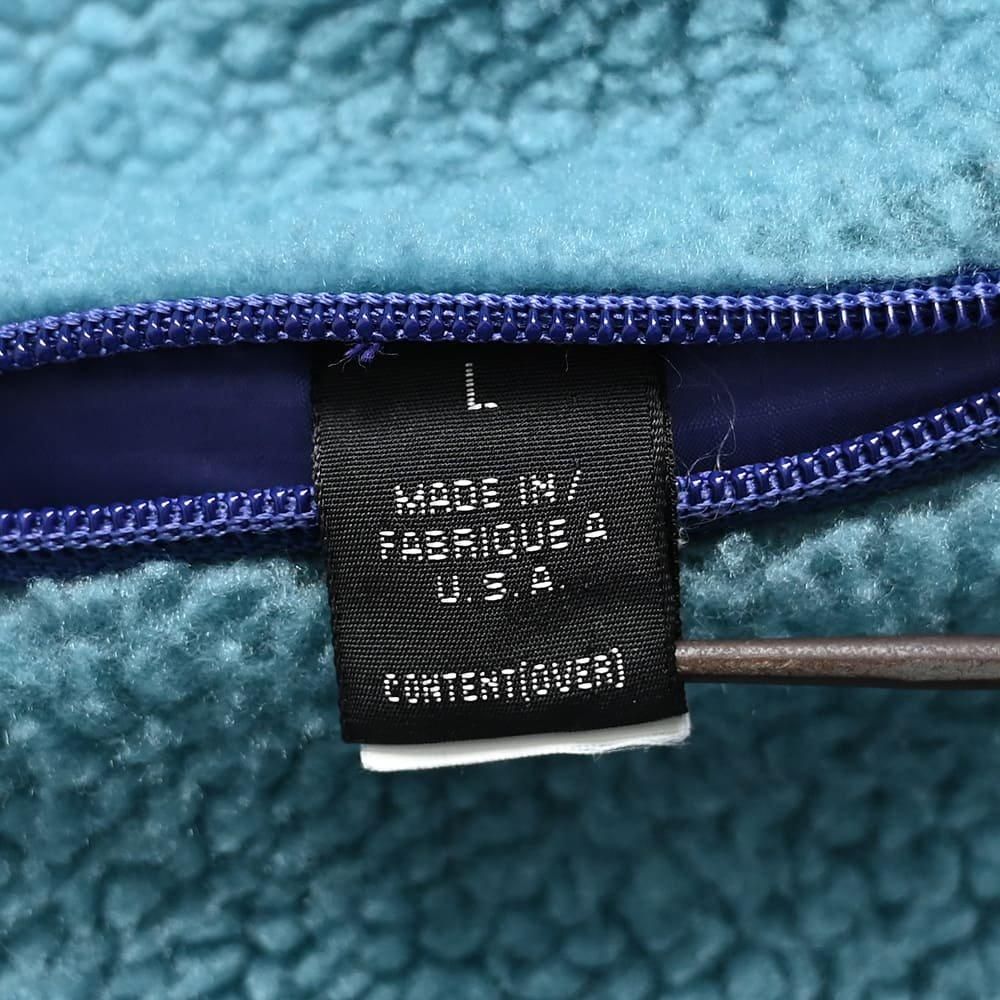 L
MADE IN /
FABRIQUE A
U.S.A.
CONTENT(OVER)